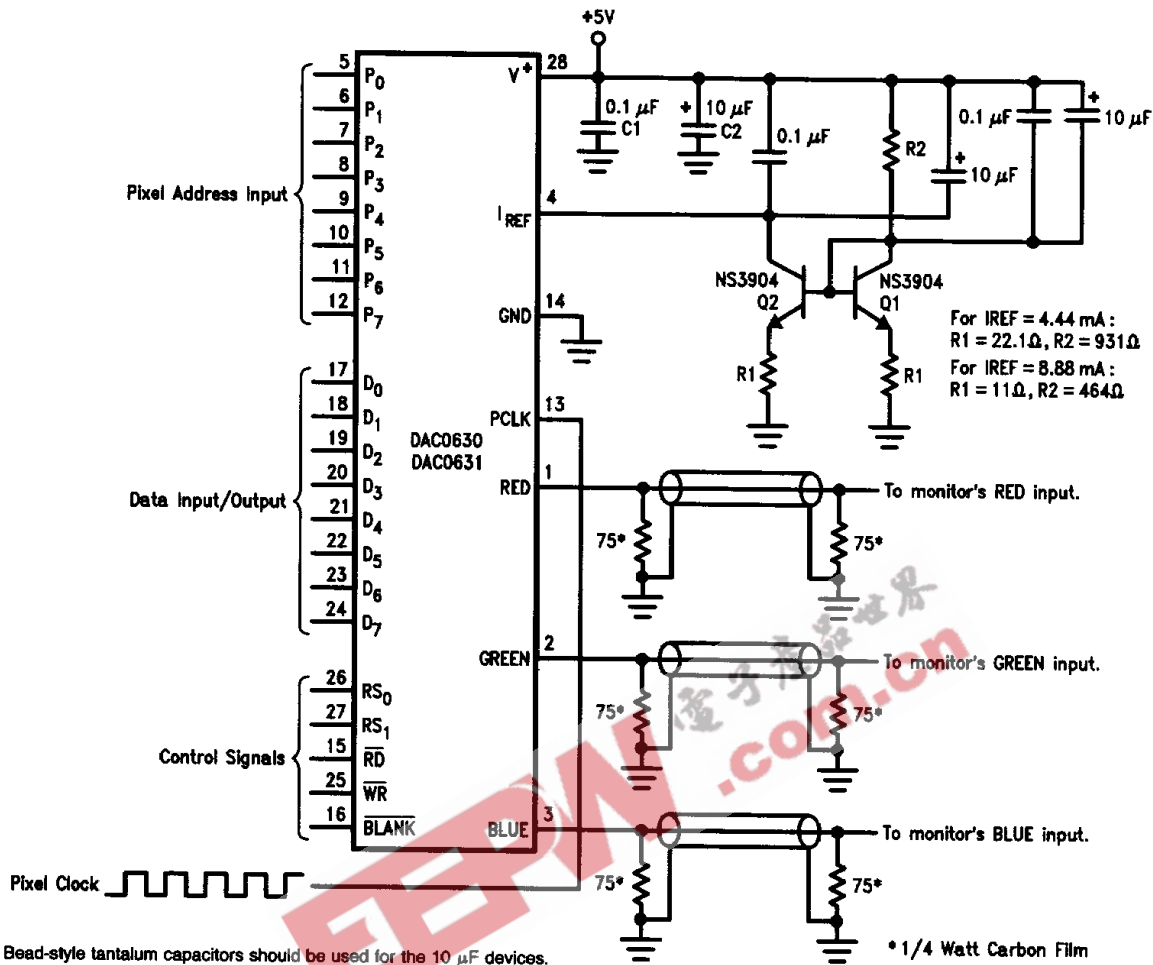 +5V
5 P0
6 P1
7 P2
8 P3
9 P4
10 P5
11 P6
12 P7
Pixel Address Input
17 D0
18 D1
19 D2
20 D3
21 D4
22 D5
23 D6
24 D7
Data Input/Output
26 RS0
27 RS1
15 RD
25 WR
16 BLANK
Control Signals
Pixel Clock
DAC0630
DAC0631
V+ 28
IREF 4
GND 14
PCLK 13
RED 1
GREEN 2
BLUE 3
0.1 μF
C1
+
10 μF
C2
0.1 μF
R2
+
10 μF
0.1 μF
+
10 μF
NS3904
Q2
NS3904
Q1
R1
R1
For IREF = 4.44 mA :
R1 = 22.1Ω, R2 = 931Ω
For IREF = 8.88 mA :
R1 = 11Ω, R2 = 464Ω
To monitor's RED input.
75*
75*
To monitor's GREEN input.
75*
75*
To monitor's BLUE input.
75*
75*
EEPW
.com.cn
電子產品世界
Bead-style tantalum capacitors should be used for the 10 μF devices.
*1/4 Watt Carbon Film